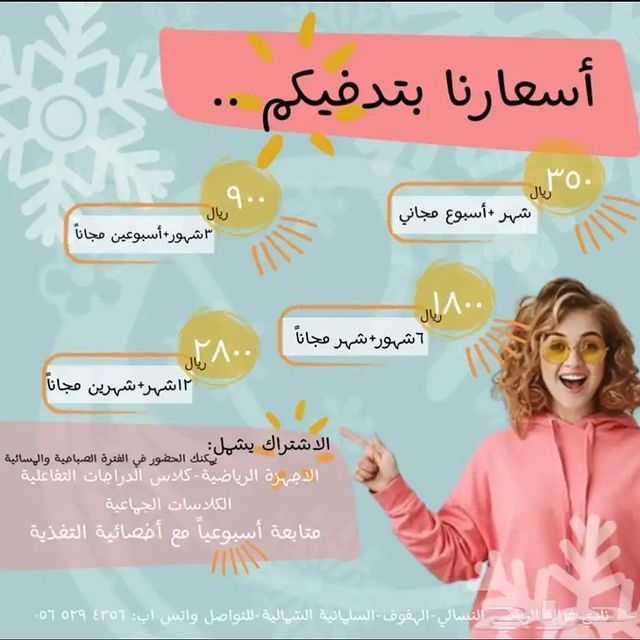 أسعارنا بتدفيكم ..
٣٥٠ ريال
شهر +أسبوع مجاني
٩٠٠ ريال
٣شهور+أسبوعين مجاناً
١٨٠٠ ريال
٦شهور+شهر مجاناً
٢٨٠٠ ريال
١٢شهر+شهرين مجاناً
الاشتراك يشمل:
يمكنك الحضور في الفترة الصباحية والمسائية
الاجهزة الرياضية-كلاس الدراجات التفاعلية
الكلاسات الجماعية
متابعة أسبوعياً مع أخصائية التغذية
نادي النسائي-الهفوف-السلمانية الشمالية-للتواصل واتس اب: ٠٥٦ ٥٢٩ ٤٣٥٦